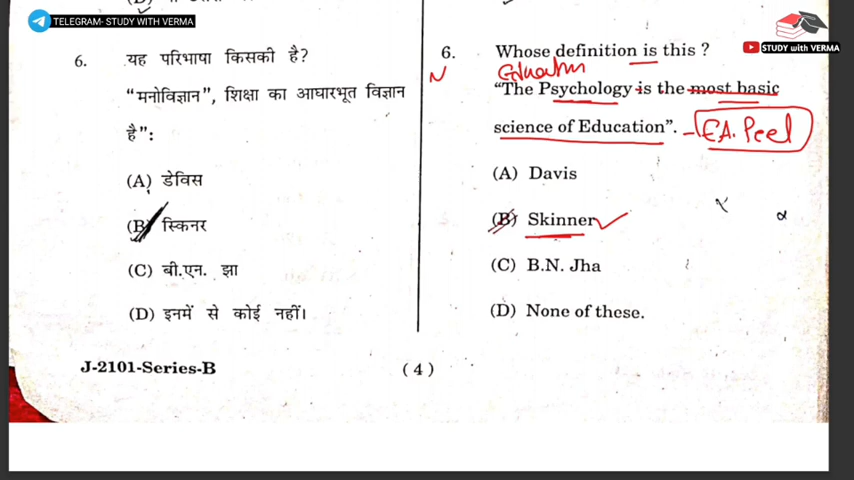 TELEGRAM- STUDY WITH VERMA
STUDY with VERMA
6. यह परिभाषा किसकी है?
"मनोविज्ञान", शिक्षा का आधारभूत विज्ञान
है":
(A) डेविस
(B) स्किनर
(C) बी.एन. झा
(D) इनमें से कोई नहीं।
J-2101-Series-B
(4)
6. Whose definition is this ?
N Education
"The Psychology is the most basic
science of Education". - E.A. Peel
(A) Davis
(B) Skinner
(C) B.N. Jha
(D) None of these.